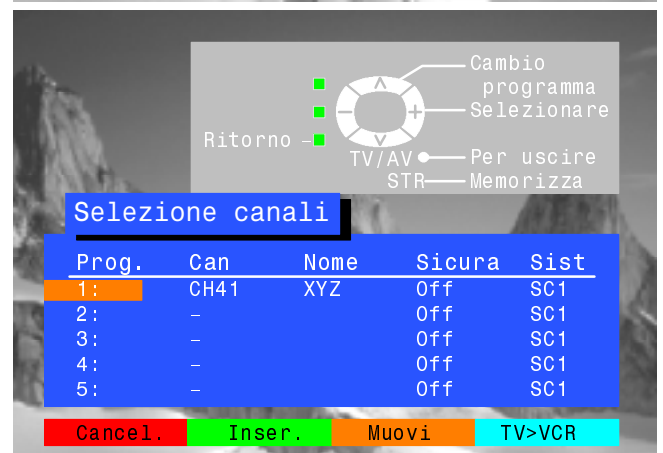 Cambio
programma
Selezionare
Ritorno
TV/AV Per uscire
STR Memorizza
Selezione canali
Prog. Can Nome Sicura Sist
1: CH41 XYZ Off SC1
2: – Off SC1
3: – Off SC1
4: – Off SC1
5: – Off SC1
Cancel. Inser. Muovi TV>VCR